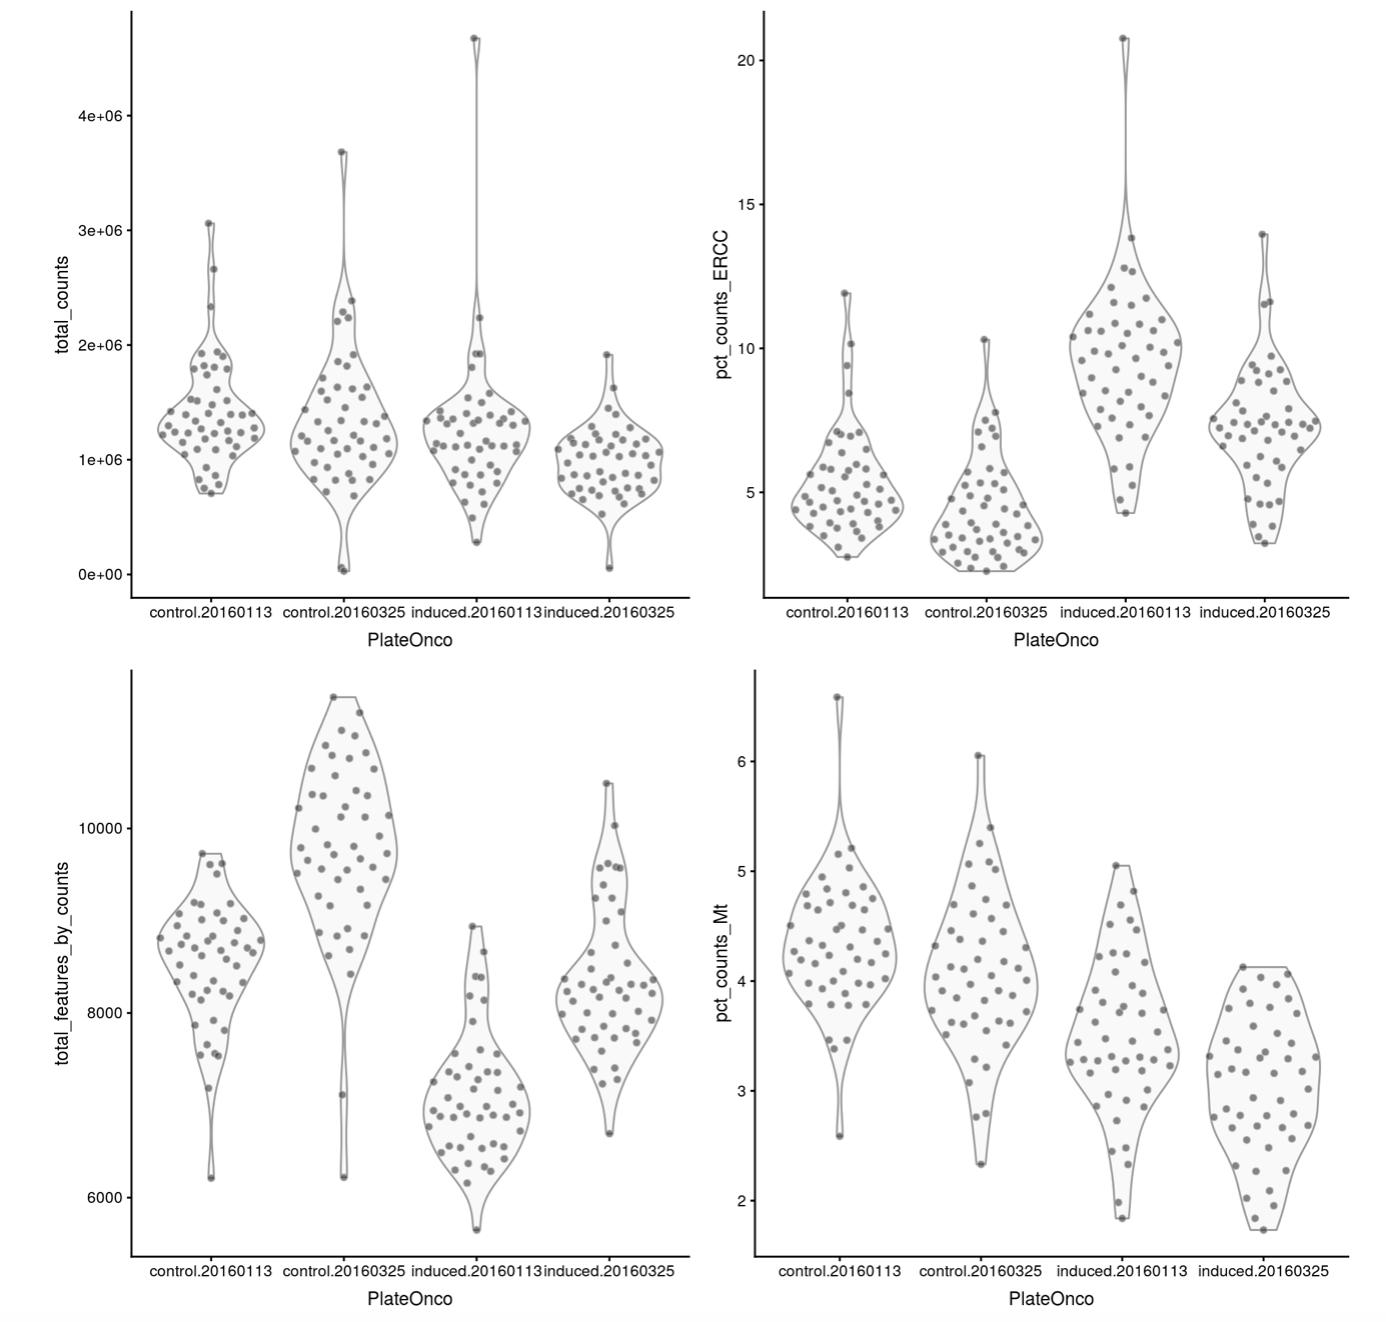 total_counts
4e+06
3e+06
2e+06
1e+06
0e+00
control.20160113 control.20160325 induced.20160113 induced.20160325
PlateOnco
pct_counts_ERCC
20
15
10
5
control.20160113 control.20160325 induced.20160113 induced.20160325
PlateOnco
total_features_by_counts
10000
8000
6000
control.20160113 control.20160325 induced.20160113 induced.20160325
PlateOnco
pct_counts_Mt
6
5
4
3
2
control.20160113 control.20160325 induced.20160113 induced.20160325
PlateOnco